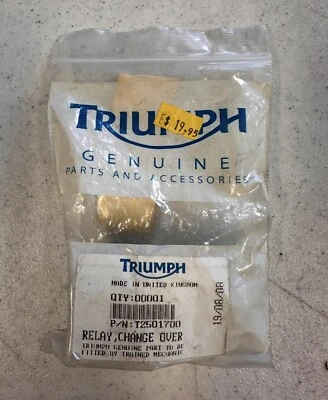 TRIUMPH
E$ 19.95
GENUINE
PARTS AND ACCESSORIES
TRIUMPH
MADE IN UNITED KINGDOM
QTY:00001
P/N:T2501700
RELAY,CHANGE OVER
TRIUMPH GENUINE PART TO BE
FITTED BY TRAINED MECHANIC
19/08/08